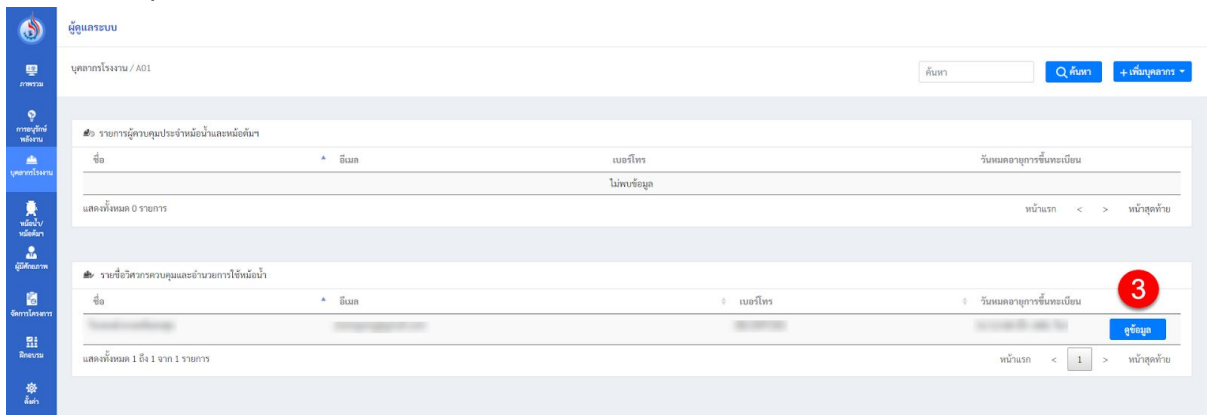 ผู้ดูแลระบบ
ภาพรวม
การอนุรักษ์
พลังงาน
บุคลากรโรงงาน
หม้อน้ำ/
หม้อต้มฯ
ผู้มีศักยภาพ
จัดการโครงการ
ฝึกอบรม
ตั้งค่า
บุคลากรโรงงาน / A01
ค้นหา ค้นหา + เพิ่มบุคลากร
รายการผู้ควบคุมประจำหม้อน้ำและหม้อต้มฯ
ชื่อ อีเมล เบอร์โทร วันหมดอายุการขึ้นทะเบียน
ไม่พบข้อมูล
แสดงทั้งหมด 0 รายการ หน้าแรก < > หน้าสุดท้าย
รายชื่อวิศวกรควบคุมและอำนวยการใช้หม้อน้ำ
3
ชื่อ อีเมล เบอร์โทร วันหมดอายุการขึ้นทะเบียน
ดูข้อมูล
แสดงทั้งหมด 1 ถึง 1 จาก 1 รายการ หน้าแรก < 1 > หน้าสุดท้าย